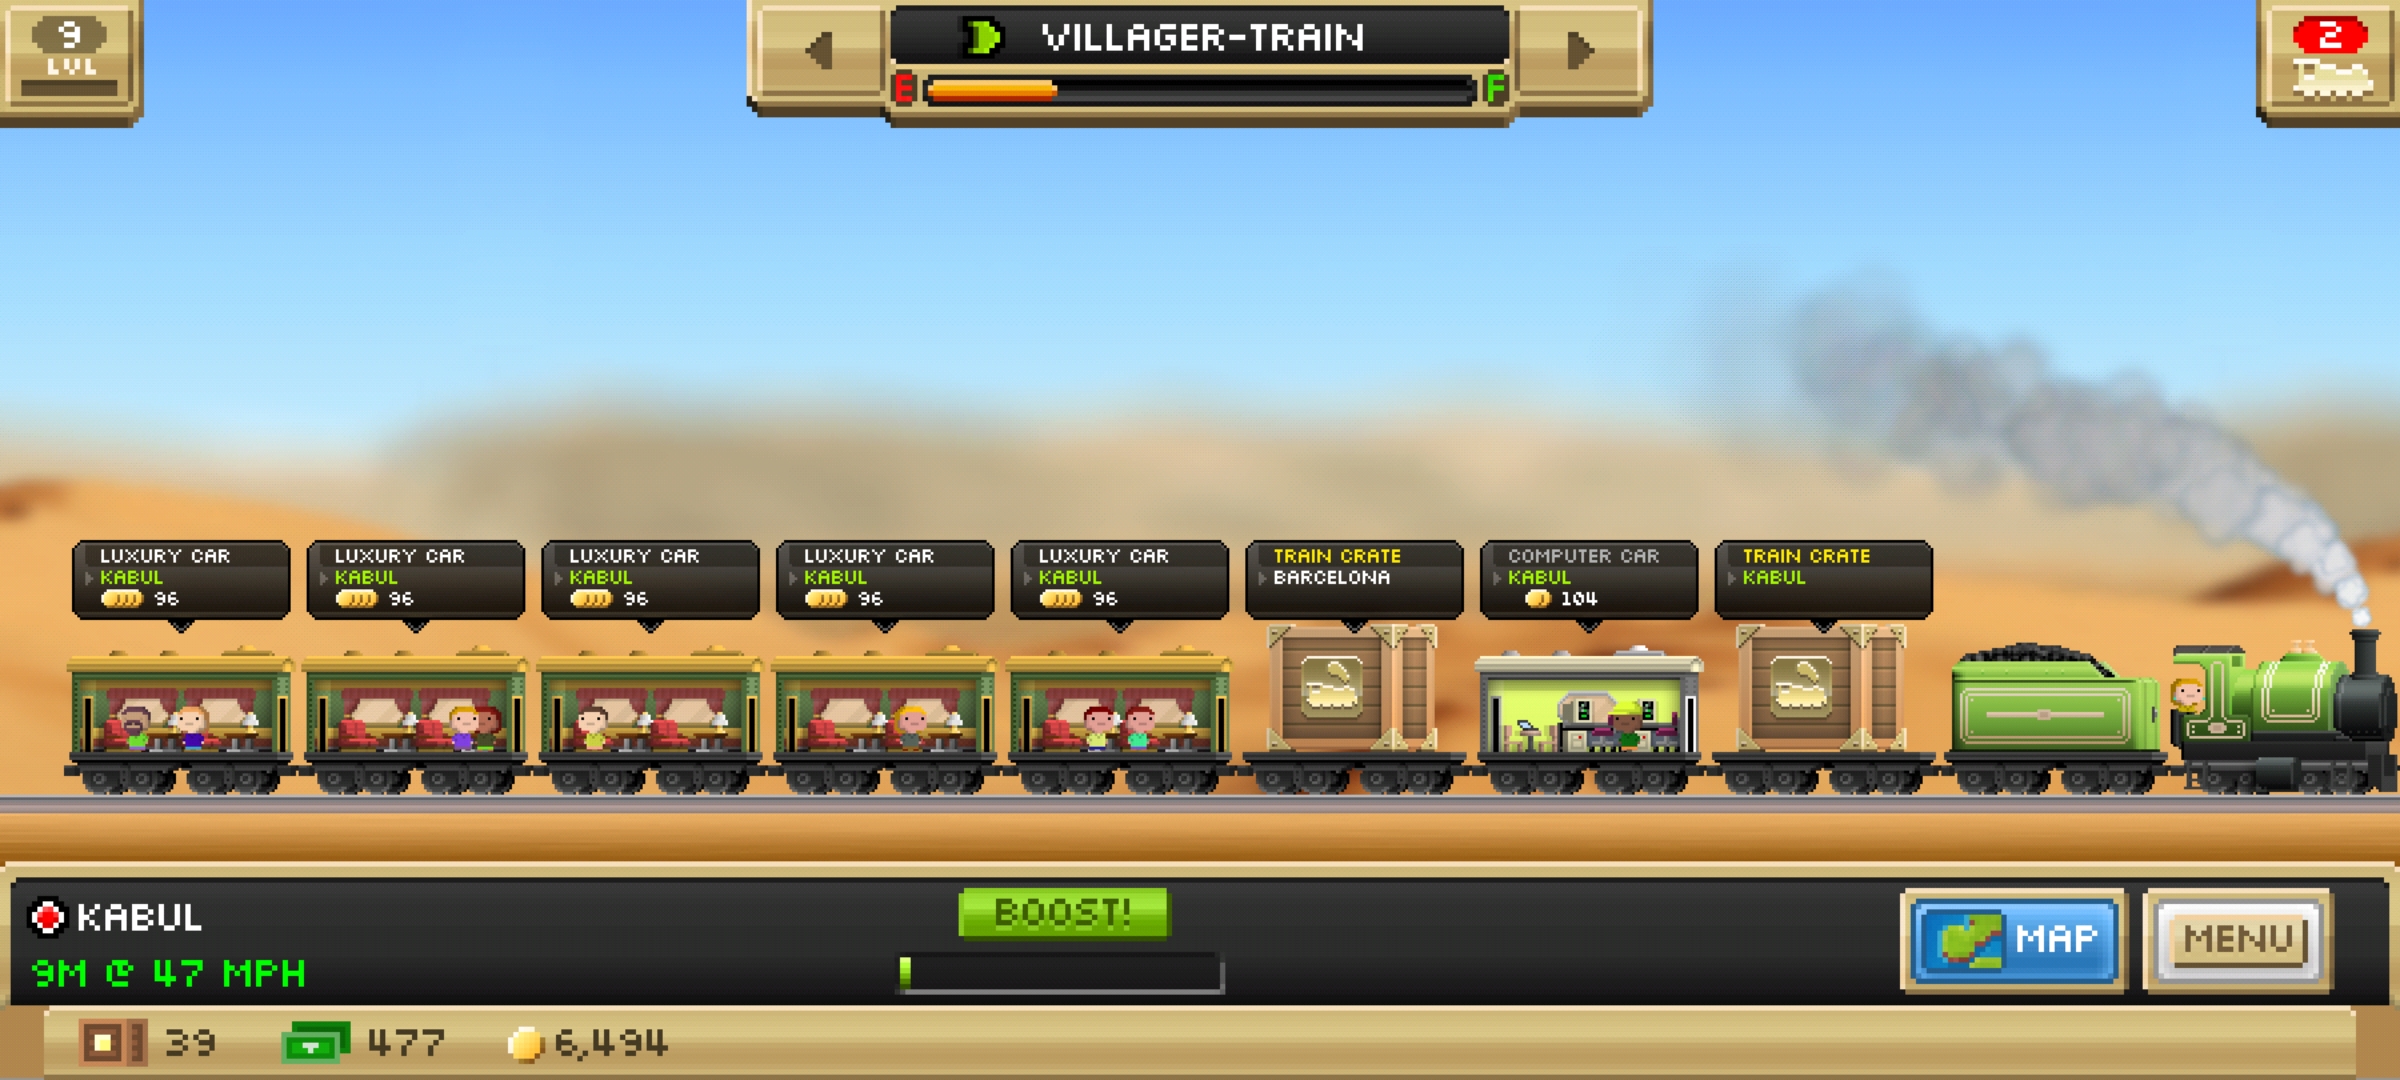 9
LVL
VILLAGER-TRAIN
E F
2
LUXURY CAR
KABUL
96
LUXURY CAR
KABUL
96
LUXURY CAR
KABUL
96
LUXURY CAR
KABUL
96
LUXURY CAR
KABUL
96
TRAIN CRATE
BARCELONA
COMPUTER CAR
KABUL
104
TRAIN CRATE
KABUL
KABUL
9M @ 47 MPH
BOOST!
MAP
MENU
39
477
6,494